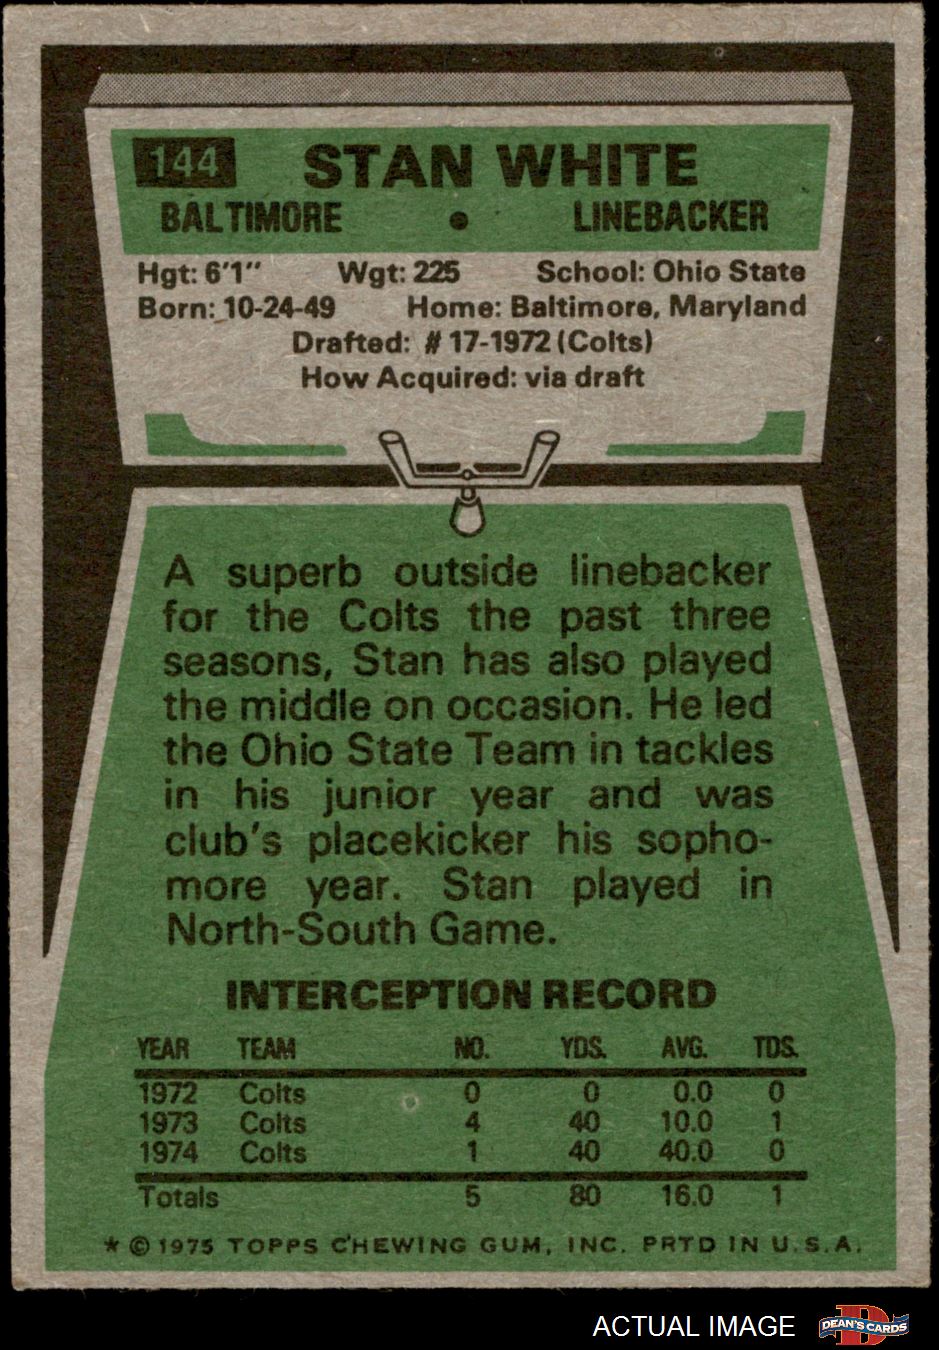 144 STAN WHITE
BALTIMORE • LINEBACKER
Hgt: 6'1" Wgt: 225 School: Ohio State
Born: 10-24-49 Home: Baltimore, Maryland
Drafted: # 17-1972 (Colts)
How Acquired: via draft
A superb outside linebacker
for the Colts the past three
seasons, Stan has also played
the middle on occasion. He led
the Ohio State Team in tackles
in his junior year and was
club's placekicker his sopho-
more year. Stan played in
North-South Game.
INTERCEPTION RECORD
YEAR TEAM NO. YDS. AVG. TDS.
1972 Colts 0 0 0.0 0
1973 Colts 4 40 10.0 1
1974 Colts 1 40 40.0 0
Totals 5 80 16.0 1
* © 1975 TOPPS CHEWING GUM, INC. PRTD IN U.S.A.
ACTUAL IMAGE DEAN'S CARDS